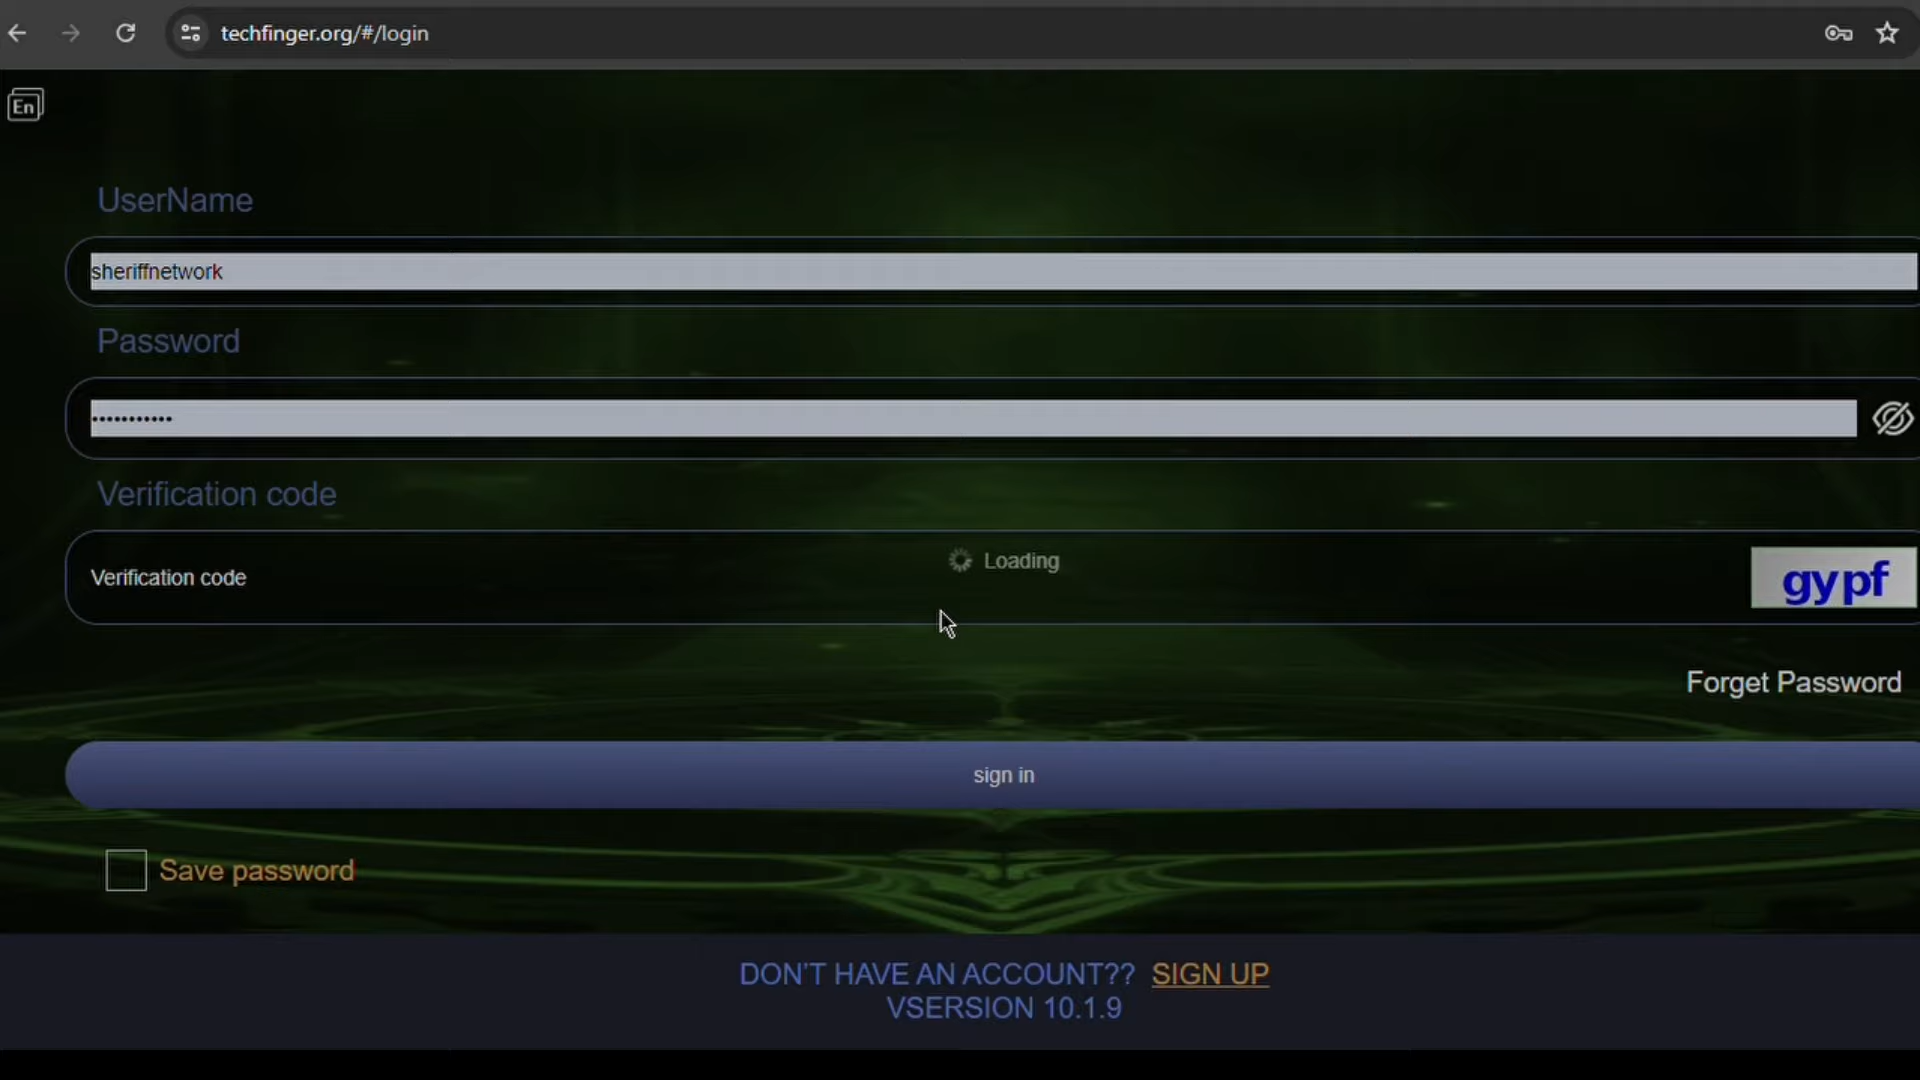 techfinger.org/#/login
En
UserName
sheriffnetwork
Password
•••••••••••
Verification code
Loading
Verification code
gypf
Forget Password
sign in
Save password
DON'T HAVE AN ACCOUNT?? SIGN UP
VSERSION 10.1.9